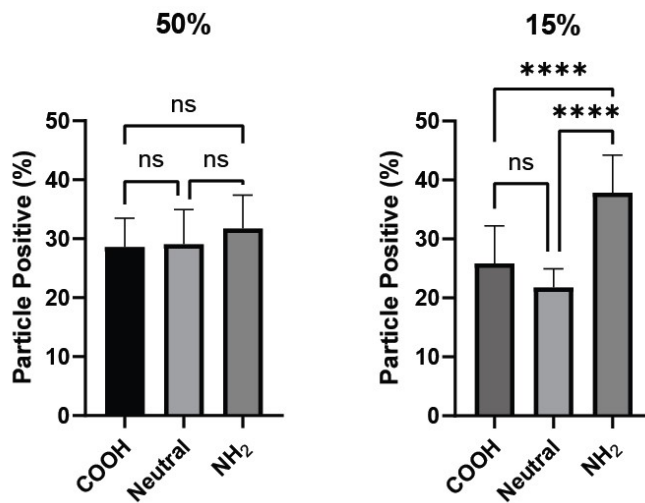 50%
ns
ns
ns
Particle Positive (%)
50
40
30
20
10
0
COOH
Neutral
NH₂
15%
****
****
ns
Particle Positive (%)
50
40
30
20
10
0
COOH
Neutral
NH₂